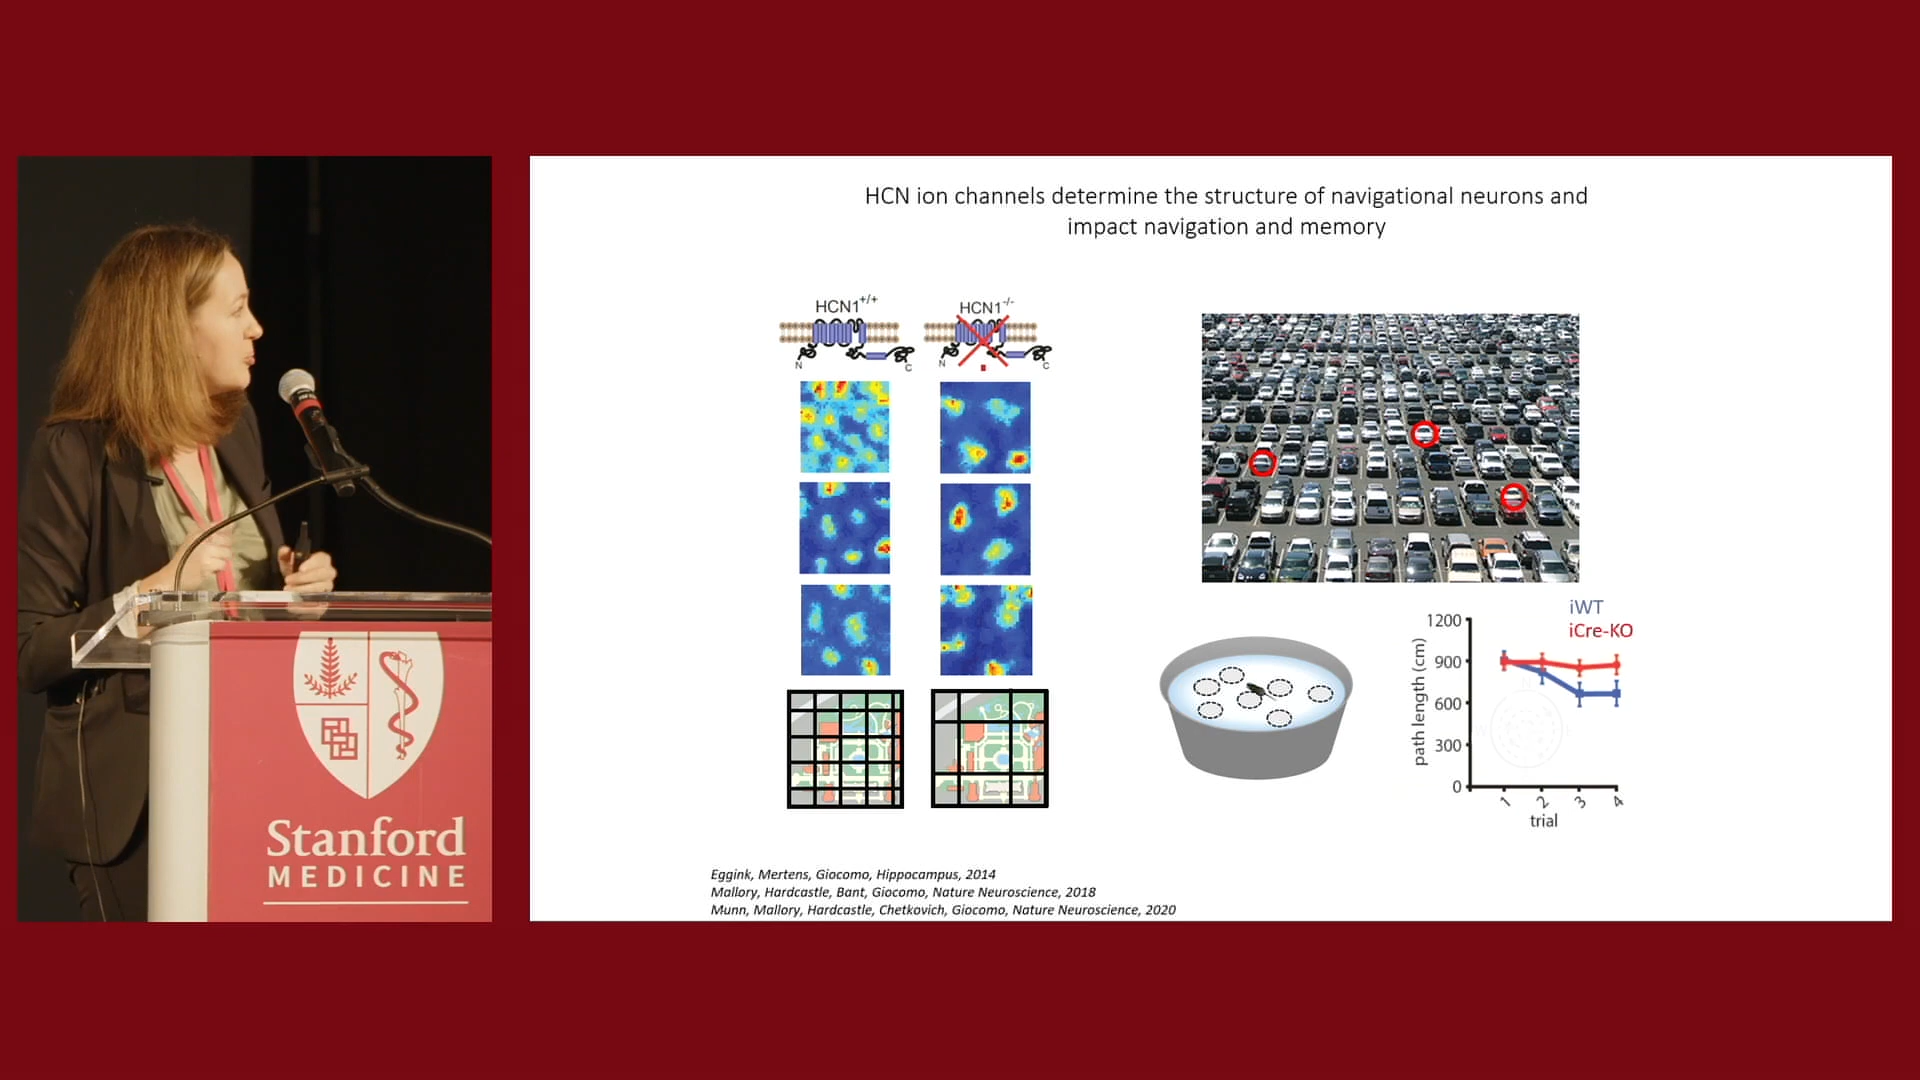 HCN ion channels determine the structure of navigational neurons and
impact navigation and memory
HCN1+/+
HCN1-/-
N
C
N
C
iWT
iCre-KO
1200
900
600
300
0
path length (cm)
1
2
3
4
trial
Eggink, Mertens, Giocomo, Hippocampus, 2014
Mallory, Hardcastle, Bant, Giocomo, Nature Neuroscience, 2018
Munn, Mallory, Hardcastle, Chetkovich, Giocomo, Nature Neuroscience, 2020
Stanford
MEDICINE